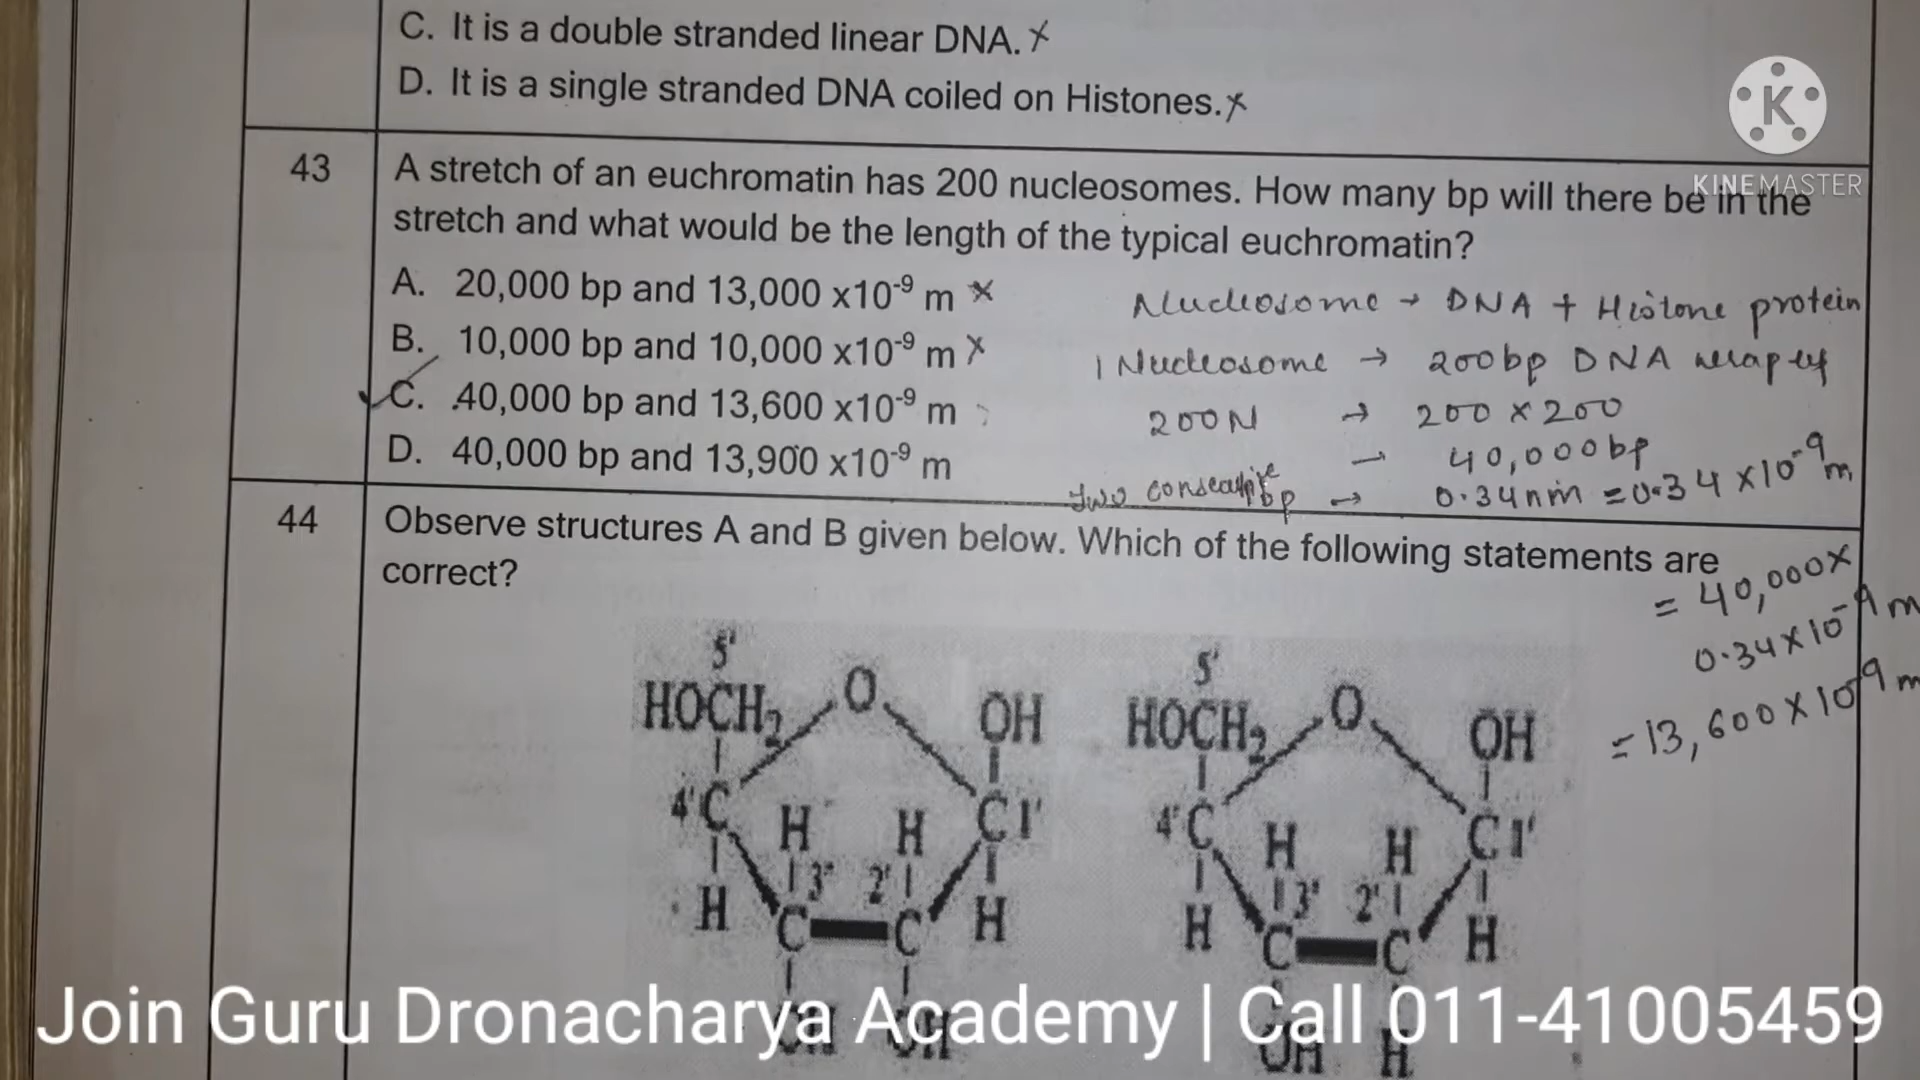 C. It is a double stranded linear DNA. ×
D. It is a single stranded DNA coiled on Histones. ×
K
KINEMASTER
43
A stretch of an euchromatin has 200 nucleosomes. How many bp will there be in the
stretch and what would be the length of the typical euchromatin?
A. 20,000 bp and 13,000 x10⁻⁹ m ×
B. 10,000 bp and 10,000 x10⁻⁹ m ×
C. 40,000 bp and 13,600 x10⁻⁹ m
D. 40,000 bp and 13,900 x10⁻⁹ m
Nucleosome → DNA + Histone protein
1 Nucleosome → 200bp DNA
200N → 200 × 200
→ 40,000bp
two consecutive bp → 0.34nm = 0.34 × 10⁻⁹ m
= 40,000 ×
0.34 × 10⁻⁹ m
= 13,600 × 10⁻⁹ m
44
Observe structures A and B given below. Which of the following statements are
correct?
5'
HOCH₂ O OH
4'C H H C1'
3' 2'
H C C H
OH OH
5'
HOCH₂ O OH
4'C H H C1'
3' 2'
H C C H
OH H
Join Guru Dronacharya Academy | Call 011-41005459